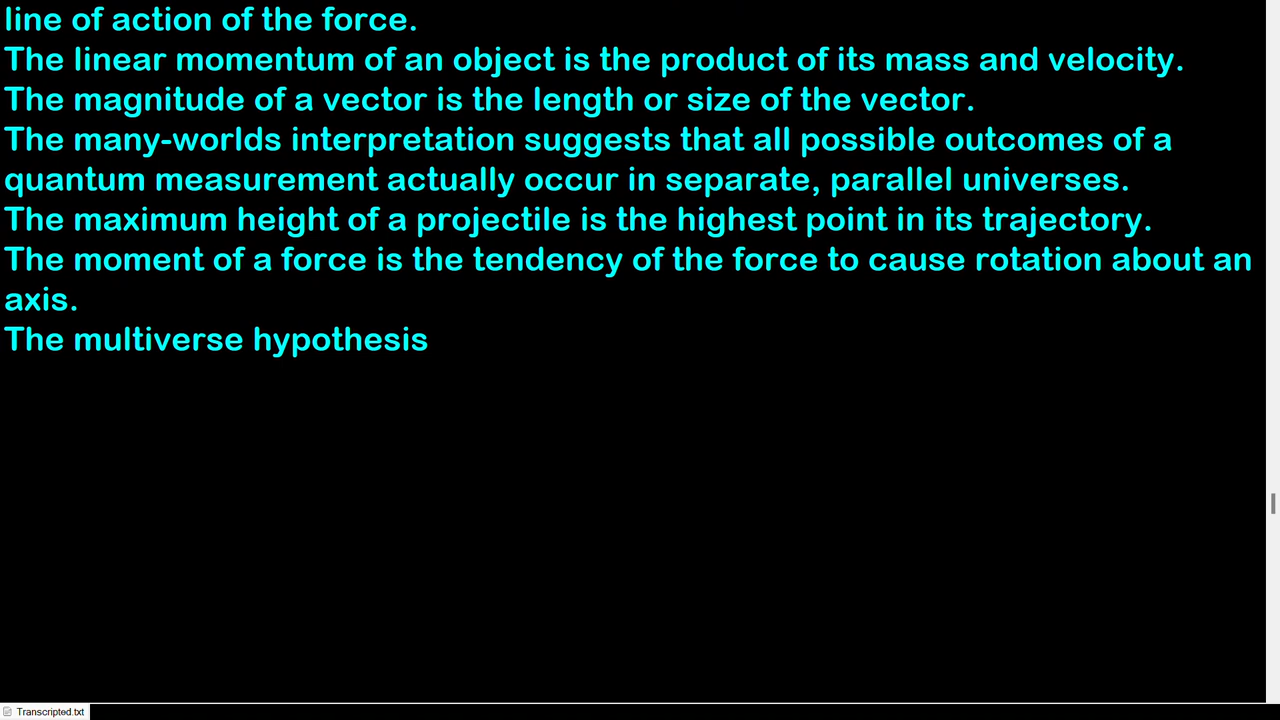 line of action of the force.
The linear momentum of an object is the product of its mass and velocity.
The magnitude of a vector is the length or size of the vector.
The many-worlds interpretation suggests that all possible outcomes of a
quantum measurement actually occur in separate, parallel universes.
The maximum height of a projectile is the highest point in its trajectory.
The moment of a force is the tendency of the force to cause rotation about an
axis.
The multiverse hypothesis
Transcripted.txt